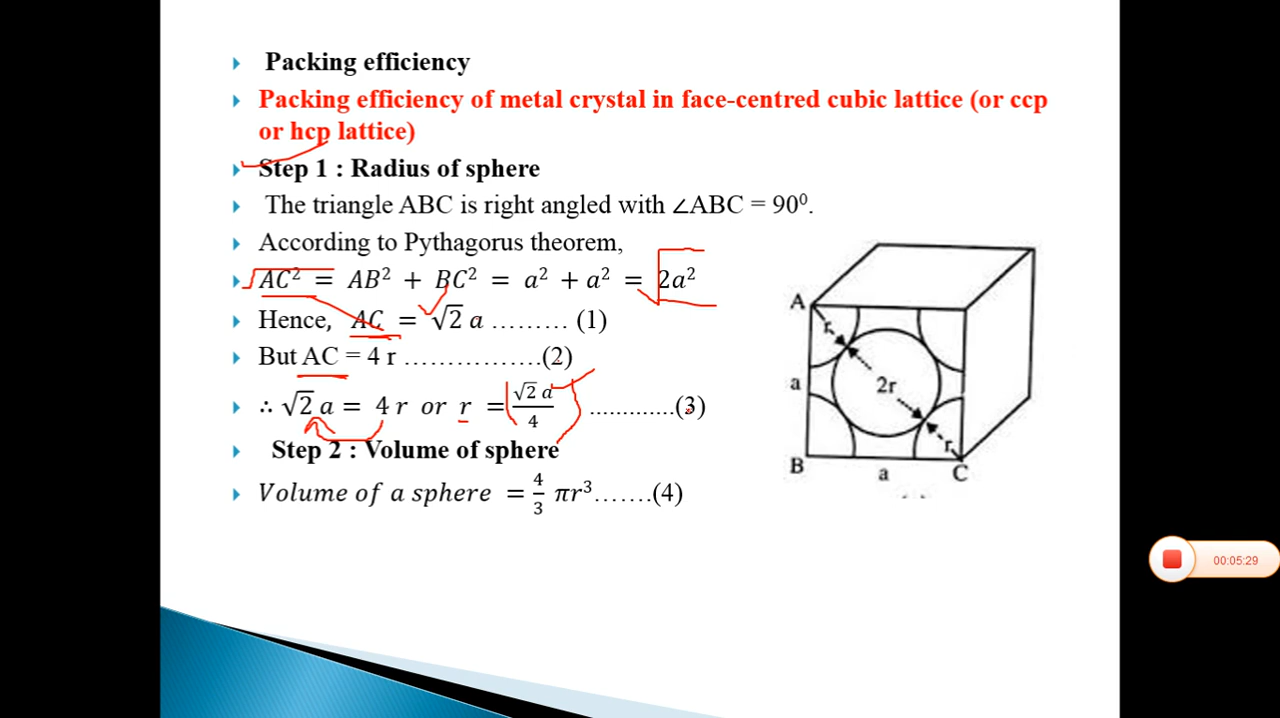 Packing efficiency
Packing efficiency of metal crystal in face-centred cubic lattice (or ccp
or hcp lattice)
Step 1 : Radius of sphere
The triangle ABC is right angled with ∠ABC = 90⁰.
According to Pythagorus theorem,
AC² = AB² + BC² = a² + a² = 2a²
Hence, AC = √2 a ......... (1)
But AC = 4 r .................(2)
∴ √2 a = 4 r or r = √2 a/4 .............(3)
Step 2 : Volume of sphere
Volume of a sphere = 4/3 πr³.......(4)
A
r
a
2r
r
B
a
C
00:05:29